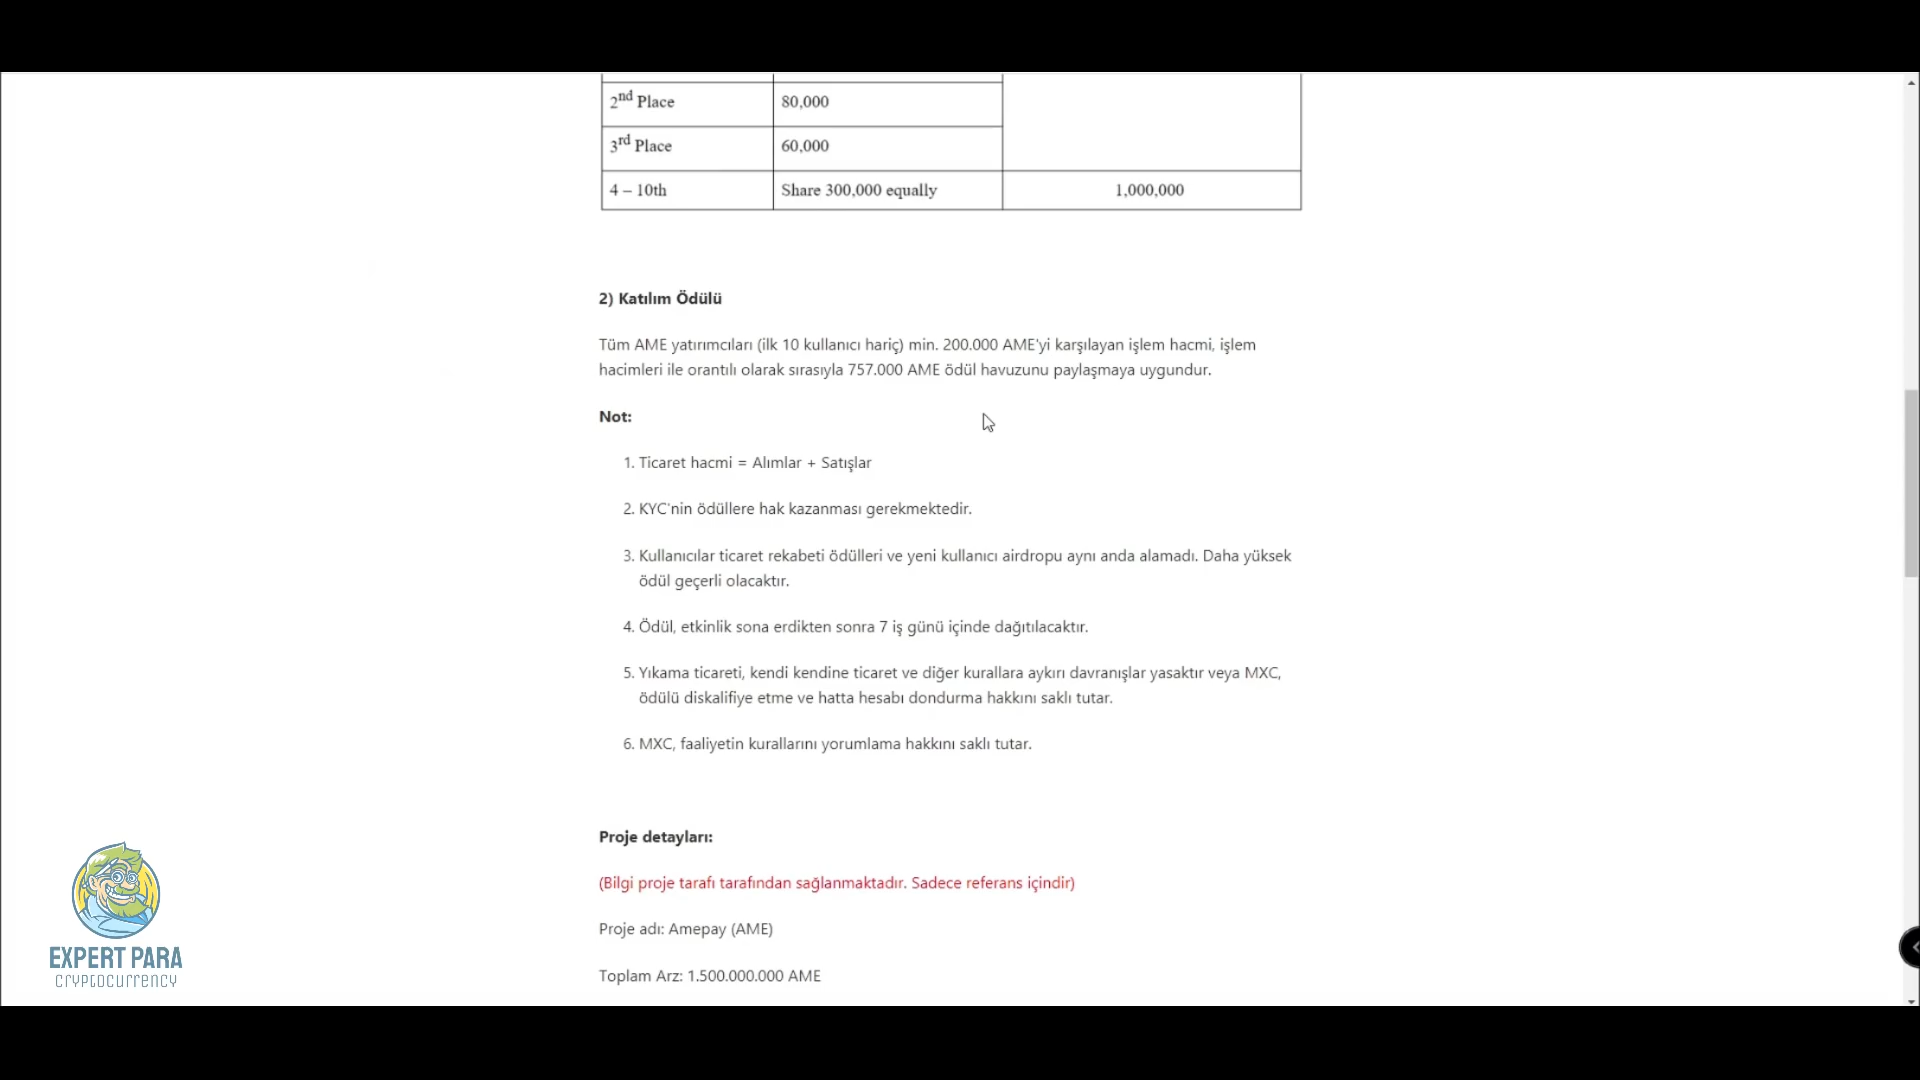 2nd Place 80,000
3rd Place 60,000
4 – 10th Share 300,000 equally 1,000,000
2) Katılım Ödülü
Tüm AME yatırımcıları (ilk 10 kullanıcı hariç) min. 200.000 AME'yi karşılayan işlem hacmi, işlem
hacimleri ile orantılı olarak sırasıyla 757.000 AME ödül havuzunu paylaşmaya uygundur.
Not:
1. Ticaret hacmi = Alımlar + Satışlar
2. KYC'nin ödüllere hak kazanması gerekmektedir.
3. Kullanıcılar ticaret rekabeti ödülleri ve yeni kullanıcı airdropu aynı anda alamadı. Daha yüksek
ödül geçerli olacaktır.
4. Ödül, etkinlik sona erdikten sonra 7 iş günü içinde dağıtılacaktır.
5. Yıkama ticareti, kendi kendine ticaret ve diğer kurallara aykırı davranışlar yasaktır veya MXC,
ödülü diskalifiye etme ve hatta hesabı dondurma hakkını saklı tutar.
6. MXC, faaliyetin kurallarını yorumlama hakkını saklı tutar.
Proje detayları:
(Bilgi proje tarafı tarafından sağlanmaktadır. Sadece referans içindir)
Proje adı: Amepay (AME)
Toplam Arz: 1.500.000.000 AME
EXPERT PARA
CRYPTOCURRENCY